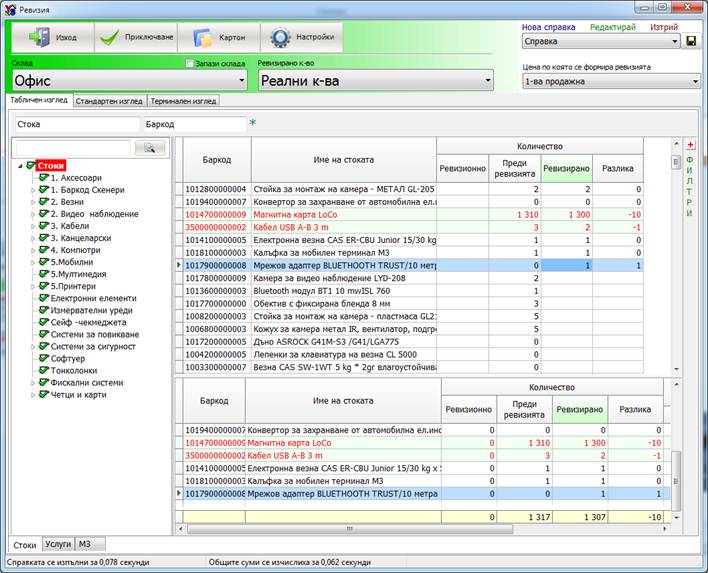 Ревизия
Изход
Приключване
Картон
Настройки
Нова справка Редактирай Изтрий
Справка
Склад
Запази склада
Ревизирано к-во
Офис
Реални к-ва
Цена по която се формира ревизията
1-ва продажна
Табличен изглед Стандартен изглед Терминален изглед
Стока Баркод *
Стоки
1. Аксесоари
1. Баркод Скенери
2. Везни
2. Видео наблюдение
3. Кабели
3. Канцеларски
4. Компютри
5.Мобилни
5.Мултимедия
5.Принтери
Електронни елементи
Измервателни уреди
Сейф -чекмеджета
Системи за повикване
Системи за сигурност
Софтуер
Тонколонки
Фискални системи
Четци и карти
Количество
Баркод Име на стоката Ревизионно Преди ревизията Ревизирано Разлика
1012800000004 Стойка за монтаж на камера - МЕТАЛ GL-205 2 2 0
1019400000007 Конвертор за захранване от автомобилна ел. 0 0 0
1014700000009 Магнитна карта LoCo 1 310 1 300 -10
3500000000002 Кабел USB A-B 3 m 3 2 -1
1014100000005 Електронна везна CAS ER-CBU Junior 15/30 kg 1 1 0
1018100000003 Калъфка за мобилен терминал M3 1 1 0
1017900000008 Мрежов адаптер BLUETHOOTH TRUST/10 метр 0 1 1
1017800000009 Камера за видео наблюдение LYD-208 2
1013600000003 Bluetooth модул BT1 10 mwISL 760 1
1017700000000 Обектив с фиксирана бленда 8 мм 3
1008200000003 Стойка за монтаж на камера - пластмаса GL2 5
1006800000003 Кожух за камера метал IR, вентилатор, подгр 5
1017200000005 Дъно ASROCK G41M-S3 /G41/LGA775
1004200000005 Лепенки за клавиатура на везна CL 5000
1003300000007 Везна CAS SW-1WT 5 kg * 2gr влагоустойчива
+
Ф
И
Л
Т
Р
И
Количество
Баркод Име на стоката Ревизионно Преди ревизията Ревизирано Разлика
1019400000007 Конвертор за захранване от автомобилна ел.инс 0 0 0 0
1014700000009 Магнитна карта LoCo 0 1 310 1 300 -10
3500000000002 Кабел USB A-B 3 m 0 3 2 -1
1014100000005 Електронна везна CAS ER-CBU Junior 15/30 kg x 0 1 1 0
1018100000003 Калъфка за мобилен терминал M3 0 1 1 0
1017900000008 Мрежов адаптер BLUETHOOTH TRUST/10 метра 0 0 1 1
0 1 317 1 307 -10
Стоки Услуги МЗ
Справката се изпълни за 0,078 секунди Общите суми се изчислиха за 0,062 секунди